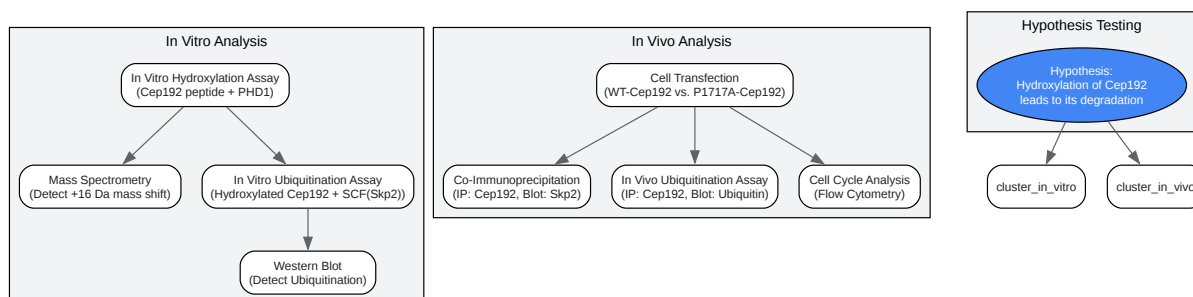 In Vitro Analysis
In Vitro Hydroxylation Assay
(Cep192 peptide + PHD1)
Mass Spectrometry
(Detect +16 Da mass shift)
In Vitro Ubiquitination Assay
(Hydroxylated Cep192 + SCF(Skp2))
Western Blot
(Detect Ubiquitination)
In Vivo Analysis
Cell Transfection
(WT-Cep192 vs. P1717A-Cep192)
Co-Immunoprecipitation
(IP: Cep192, Blot: Skp2)
In Vivo Ubiquitination Assay
(IP: Cep192, Blot: Ubiquitin)
Cell Cycle Analysis
(Flow Cytometry)
Hypothesis Testing
Hypothesis:
Hydroxylation of Cep192
leads to its degradation
cluster_in_vitro
cluster_in_vivo